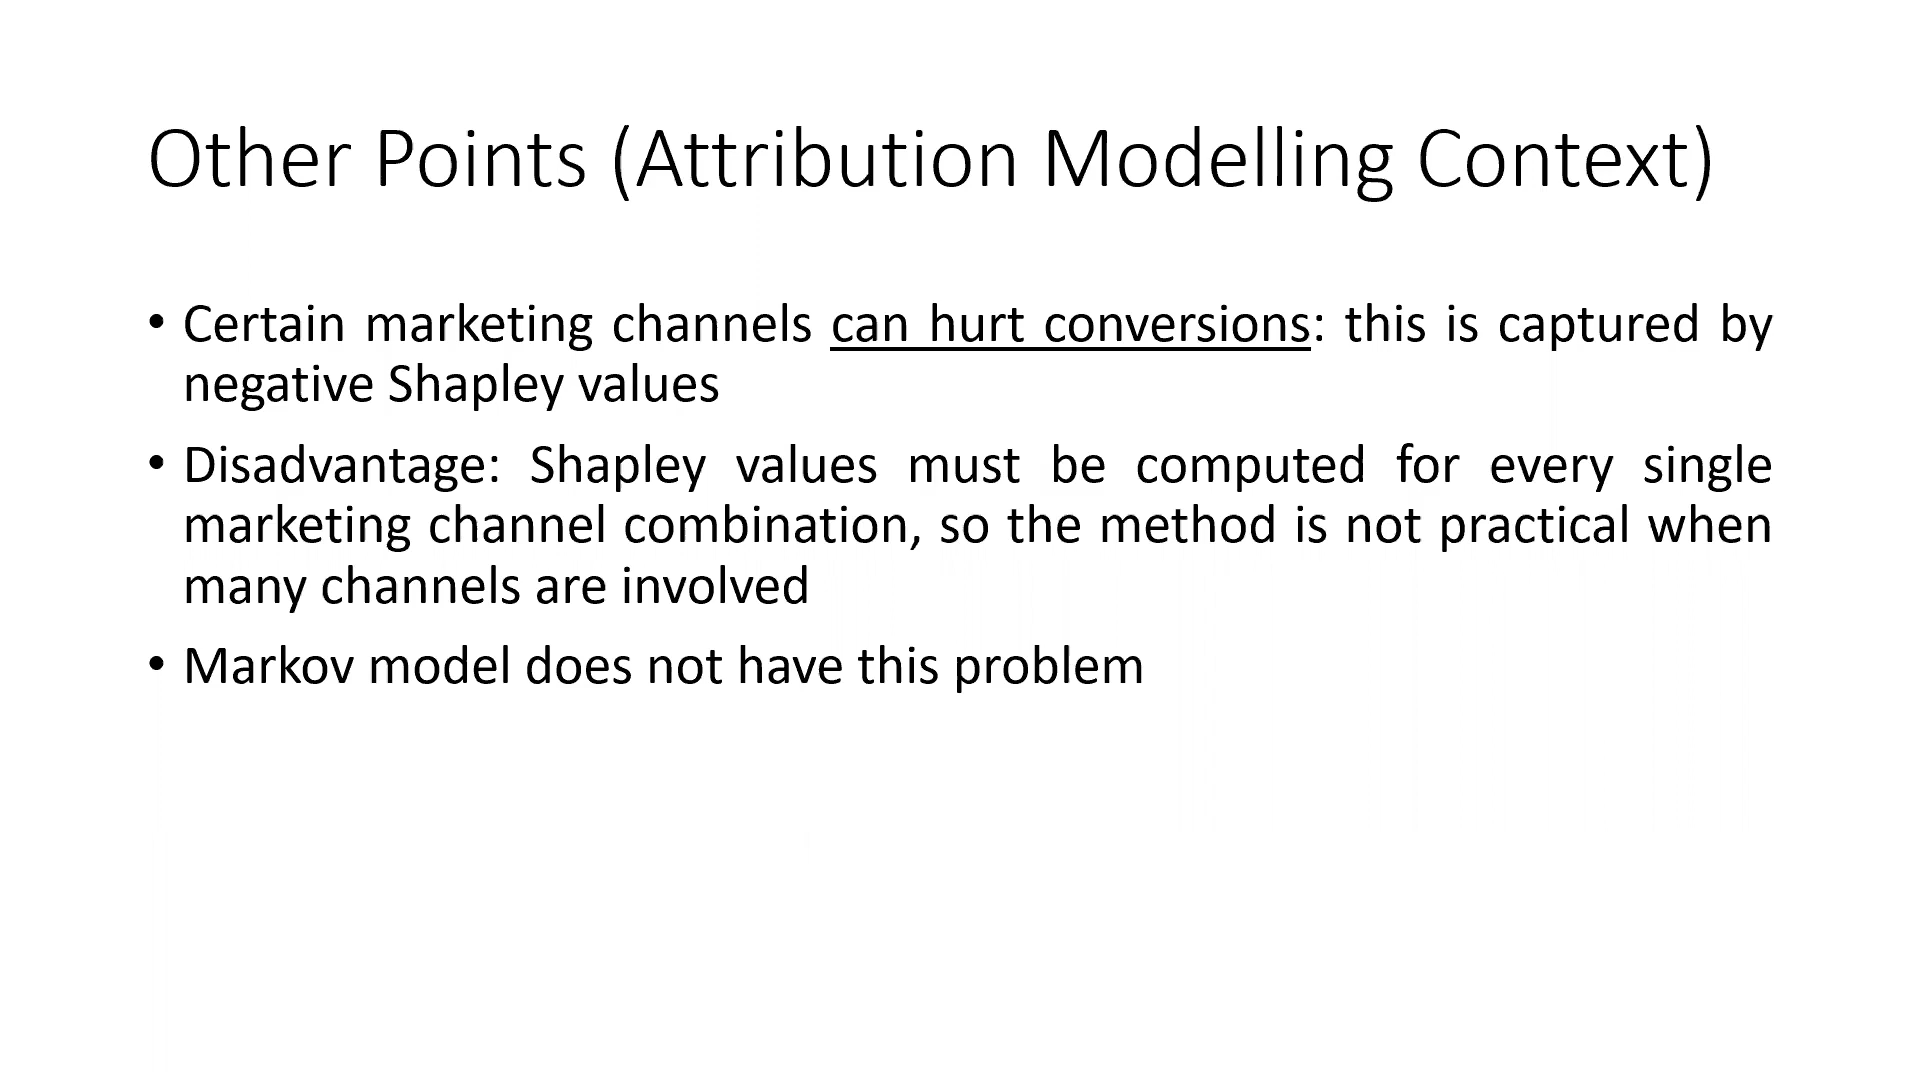 Other Points (Attribution Modelling Context)
• Certain marketing channels can hurt conversions: this is captured by
negative Shapley values
• Disadvantage: Shapley values must be computed for every single
marketing channel combination, so the method is not practical when
many channels are involved
• Markov model does not have this problem